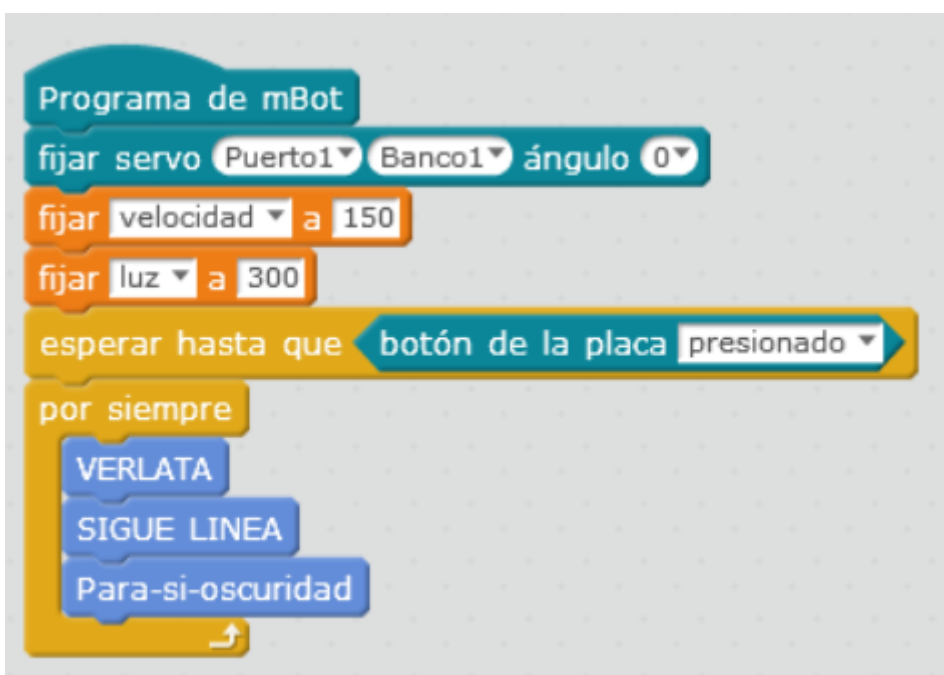 Programa de mBot
fijar servo Puerto1 Banco1 ángulo 0
fijar velocidad a 150
fijar luz a 300
esperar hasta que botón de la placa presionado
por siempre
VERLATA
SIGUE LINEA
Para-si-oscuridad